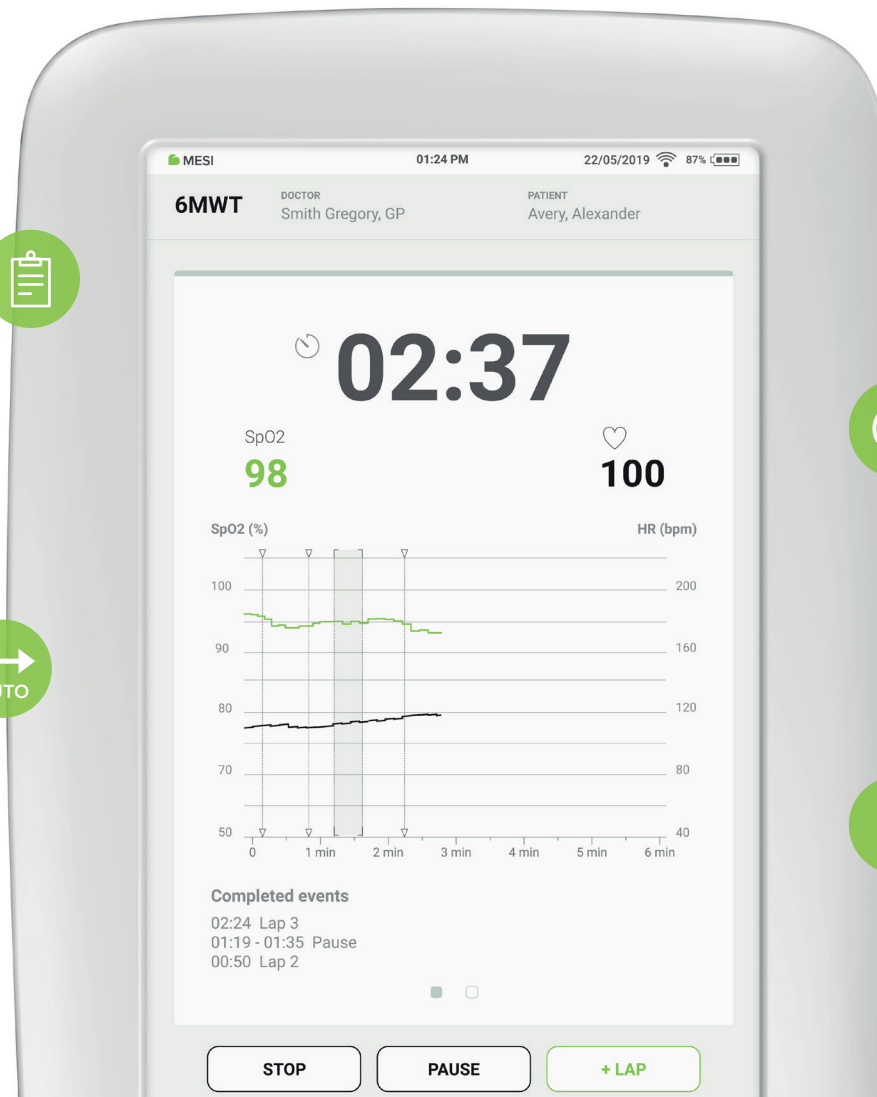 MESI 01:24 PM 22/05/2019 87%
6MWT
DOCTOR PATIENT
Smith Gregory, GP Avery, Alexander
02:37
SpO2
98 100
SpO2 (%) HR (bpm)
100 200
90 160
80 120
70 80
50 40
0 1 min 2 min 3 min 4 min 5 min 6 min
Completed events
02:24 Lap 3
01:19 - 01:35 Pause
00:50 Lap 2
STOP PAUSE + LAP